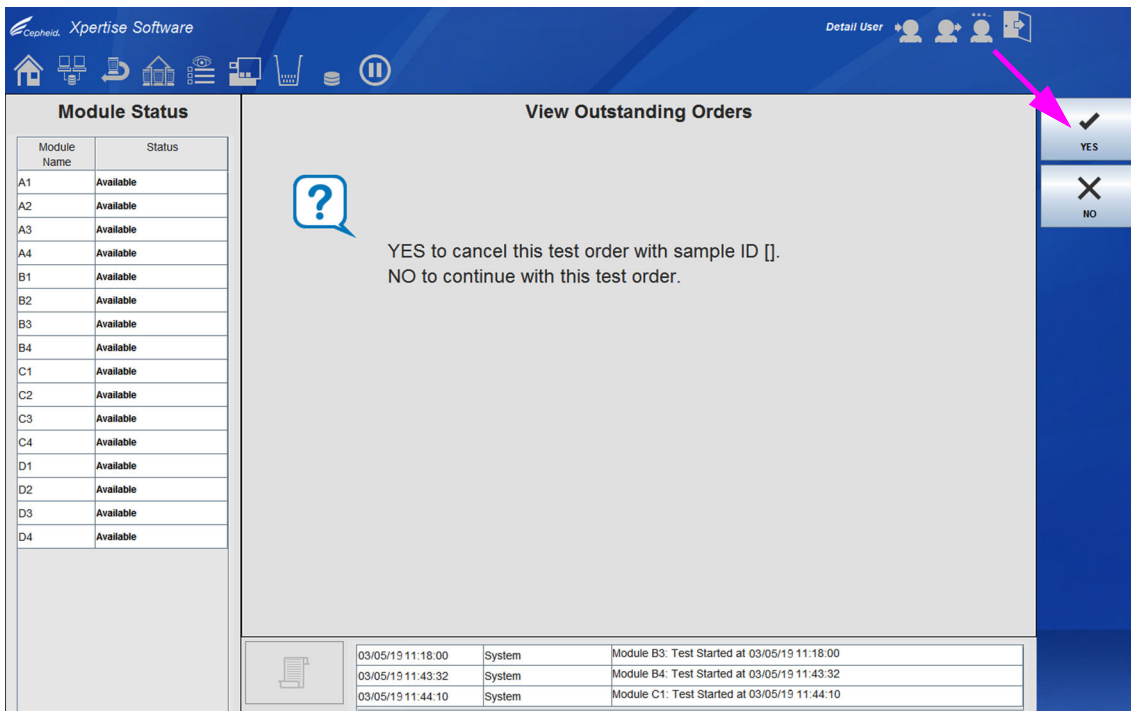 Cepheid. Xpertise Software
Detail User
Module Status
View Outstanding Orders
YES
NO
Module Name Status
A1 Available
A2 Available
A3 Available
A4 Available
B1 Available
B2 Available
B3 Available
B4 Available
C1 Available
C2 Available
C3 Available
C4 Available
D1 Available
D2 Available
D3 Available
D4 Available
?
YES to cancel this test order with sample ID [].
NO to continue with this test order.
03/05/19 11:18:00 System Module B3: Test Started at 03/05/19 11:18:00
03/05/19 11:43:32 System Module B4: Test Started at 03/05/19 11:43:32
03/05/19 11:44:10 System Module C1: Test Started at 03/05/19 11:44:10